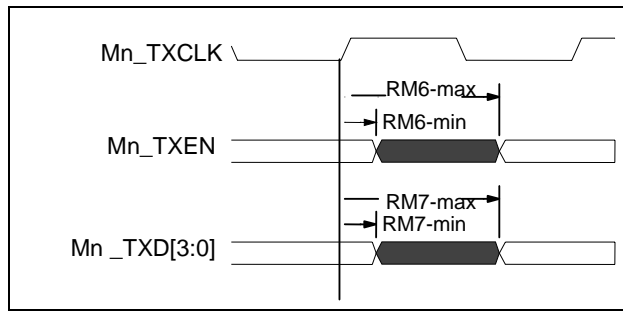 Mn_TXCLK
RM6-max
RM6-min
Mn_TXEN
RM7-max
RM7-min
Mn _TXD[3:0]